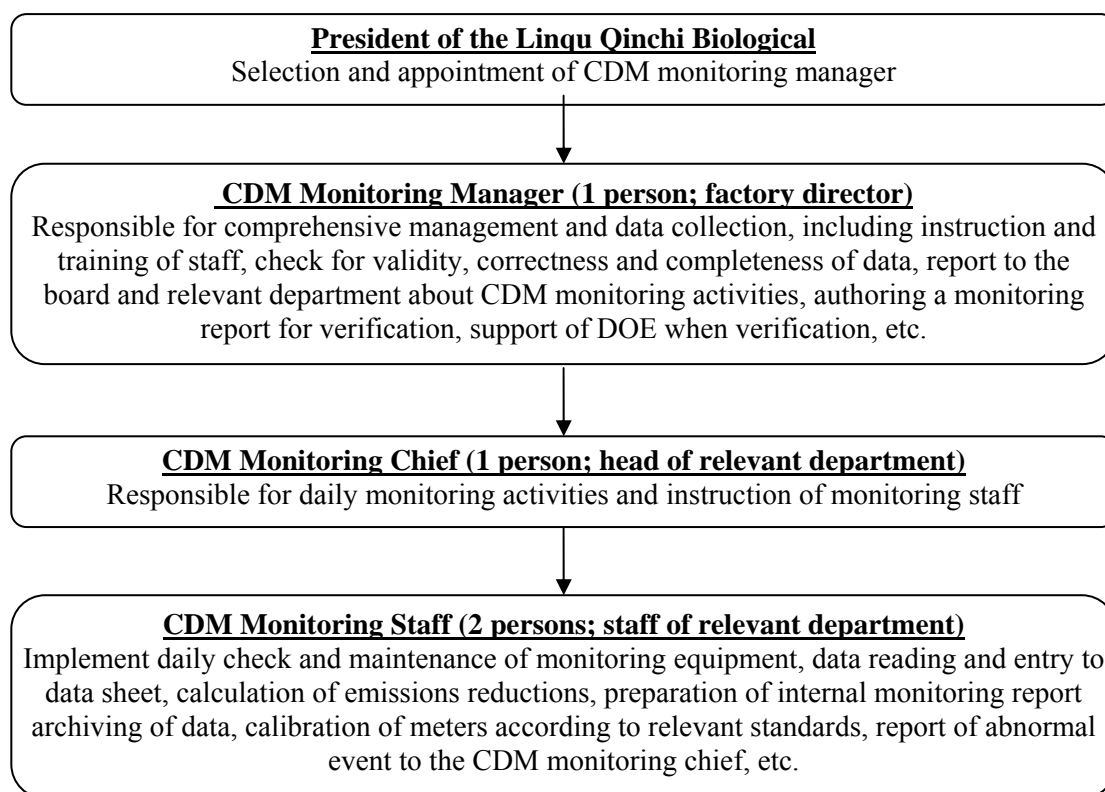 President of the Linqu Qinchi Biological
Selection and appointment of CDM monitoring manager
CDM Monitoring Manager (1 person; factory director)
Responsible for comprehensive management and data collection, including instruction and
training of staff, check for validity, correctness and completeness of data, report to the
board and relevant department about CDM monitoring activities, authoring a monitoring
report for verification, support of DOE when verification, etc.
CDM Monitoring Chief (1 person; head of relevant department)
Responsible for daily monitoring activities and instruction of monitoring staff
CDM Monitoring Staff (2 persons; staff of relevant department)
Implement daily check and maintenance of monitoring equipment, data reading and entry to
data sheet, calculation of emissions reductions, preparation of internal monitoring report
archiving of data, calibration of meters according to relevant standards, report of abnormal
event to the CDM monitoring chief, etc.